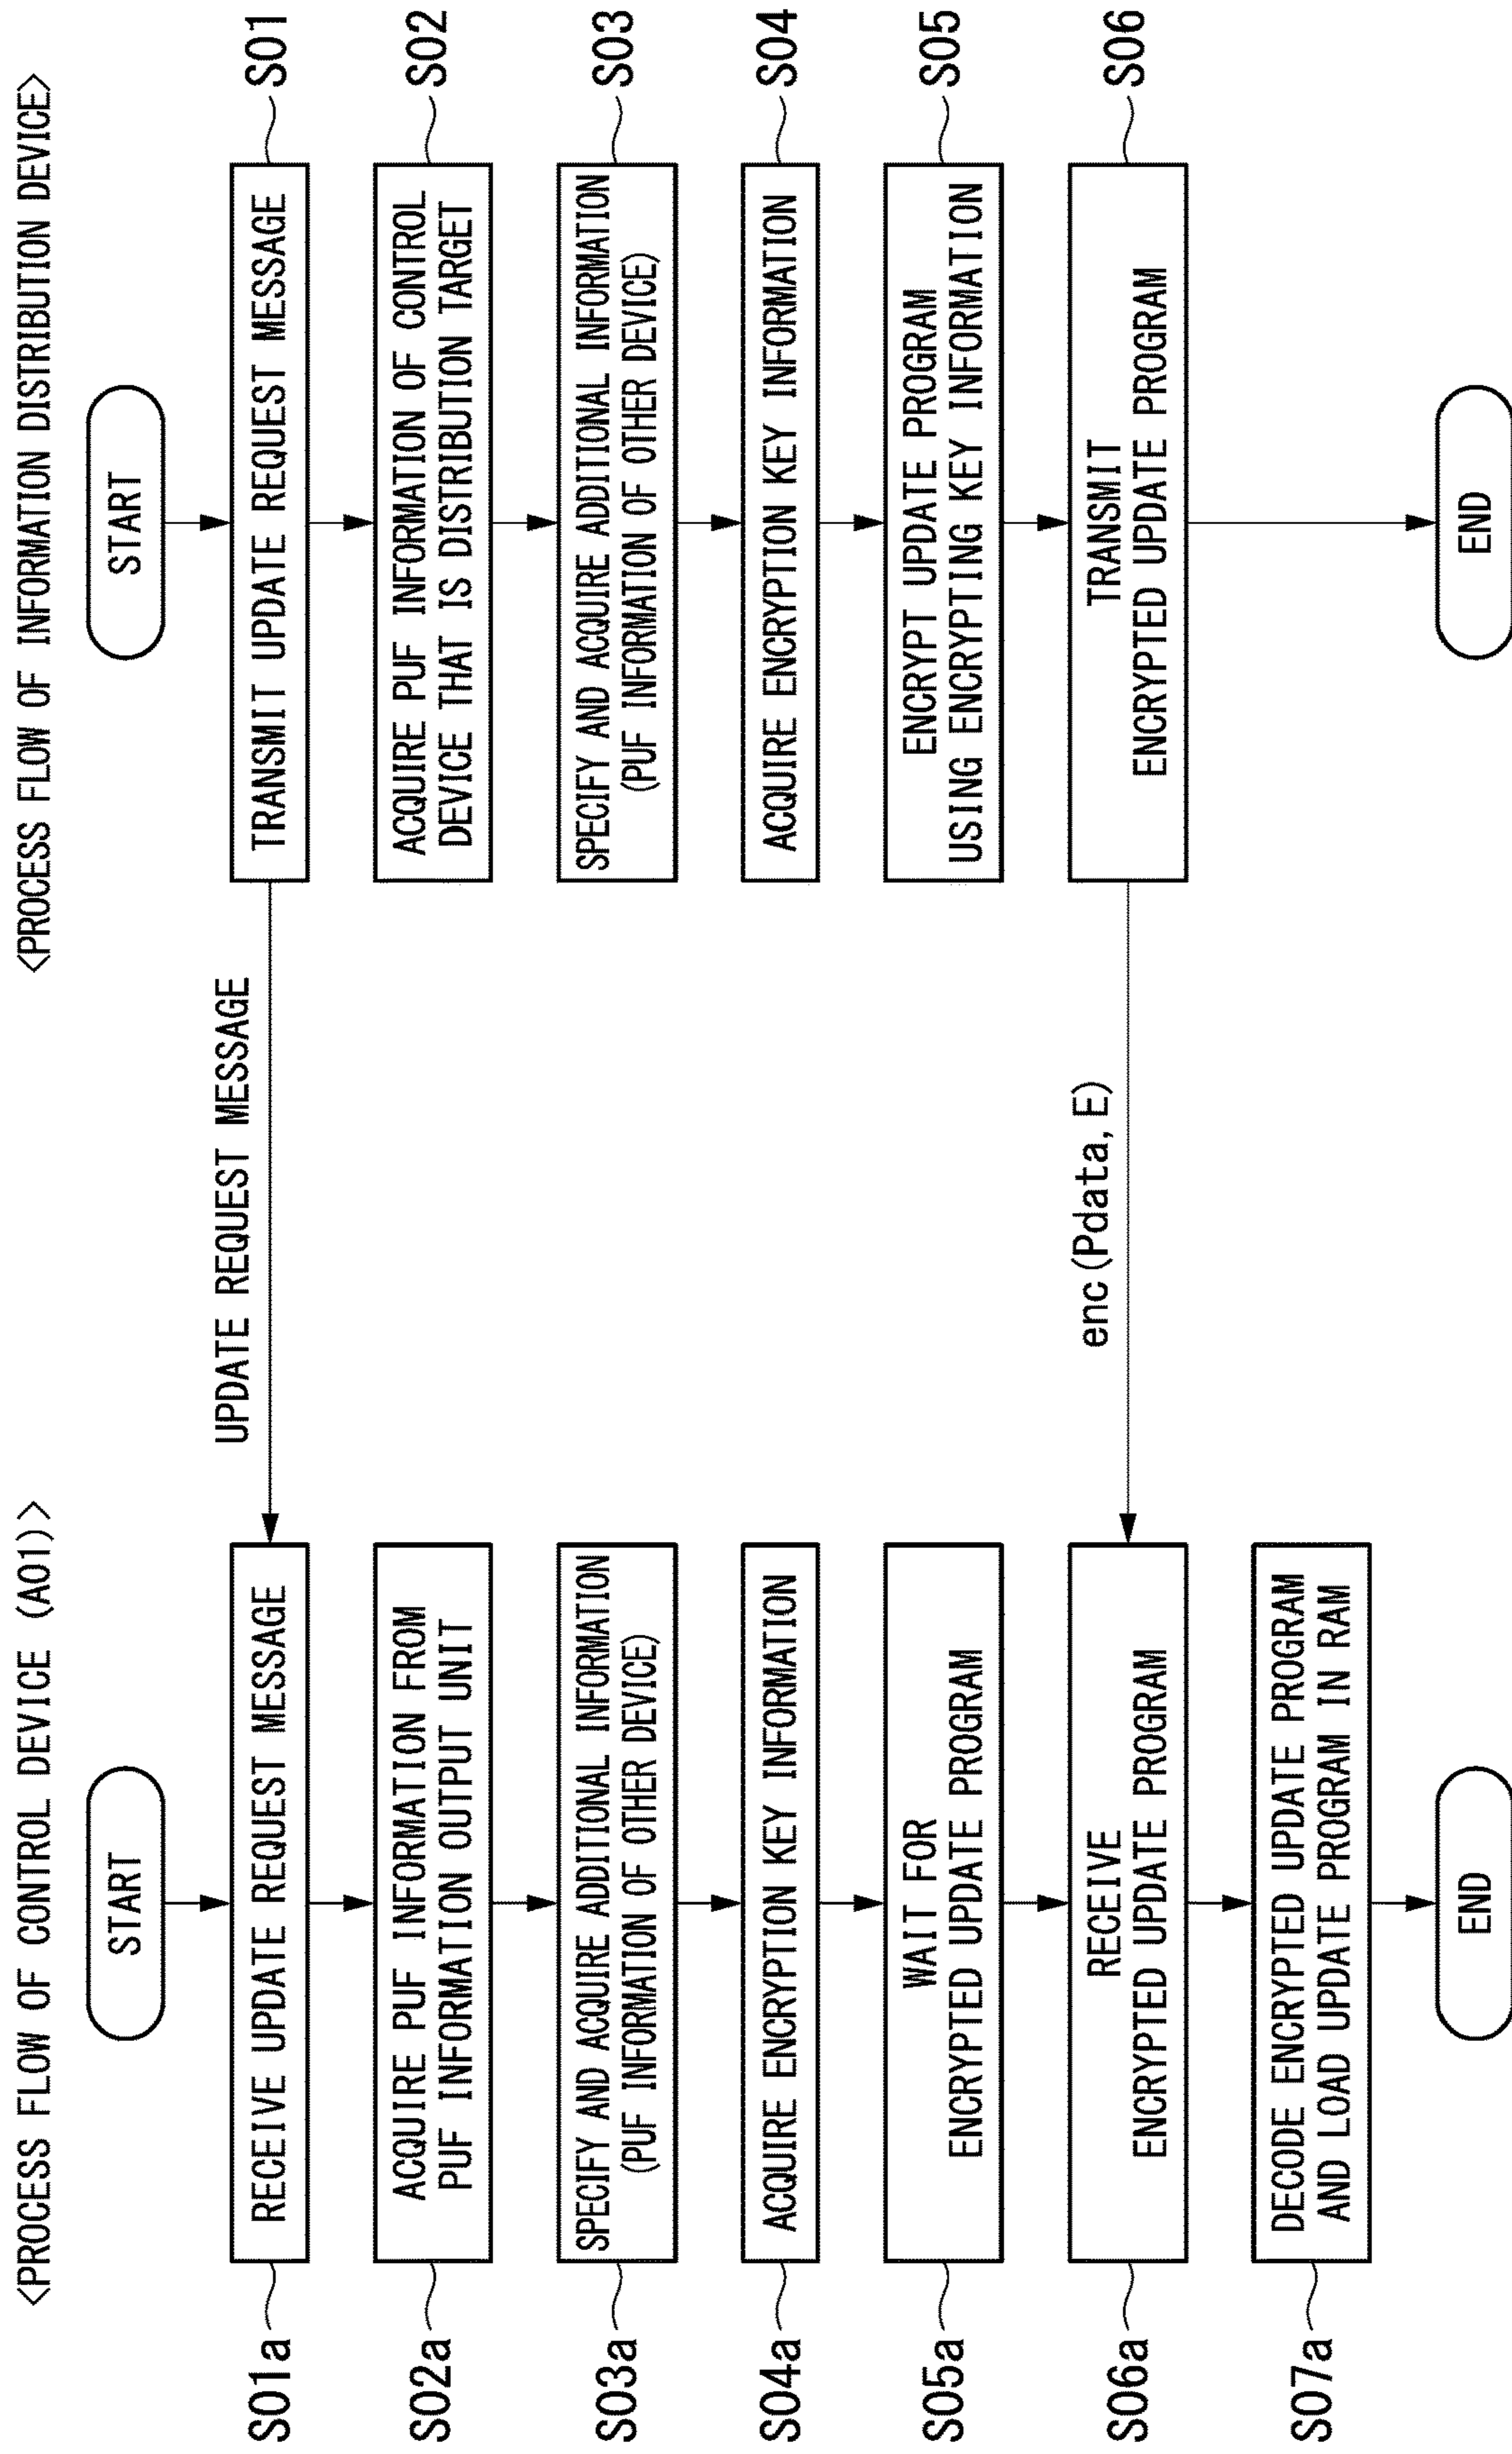 <PROCESS FLOW OF CONTROL DEVICE (A01)>
START
S01a
RECEIVE UPDATE REQUEST MESSAGE
S02a
ACQUIRE PUF INFORMATION FROM
PUF INFORMATION OUTPUT UNIT
S03a
SPECIFY AND ACQUIRE ADDITIONAL INFORMATION
(PUF INFORMATION OF OTHER DEVICE)
S04a
ACQUIRE ENCRYPTION KEY INFORMATION
S05a
WAIT FOR
ENCRYPTED UPDATE PROGRAM
S06a
RECEIVE
ENCRYPTED UPDATE PROGRAM
S07a
DECODE ENCRYPTED UPDATE PROGRAM
AND LOAD UPDATE PROGRAM IN RAM
END
UPDATE REQUEST MESSAGE
enc(Pdata,E)
<PROCESS FLOW OF INFORMATION DISTRIBUTION DEVICE>
START
TRANSMIT UPDATE REQUEST MESSAGE
S01
ACQUIRE PUF INFORMATION OF CONTROL
DEVICE THAT IS DISTRIBUTION TARGET
S02
SPECIFY AND ACQUIRE ADDITIONAL INFORMATION
(PUF INFORMATION OF OTHER DEVICE)
S03
ACQUIRE ENCRYPTION KEY INFORMATION
S04
ENCRYPT UPDATE PROGRAM
USING ENCRYPTING KEY INFORMATION
S05
TRANSMIT
ENCRYPTED UPDATE PROGRAM
S06
END